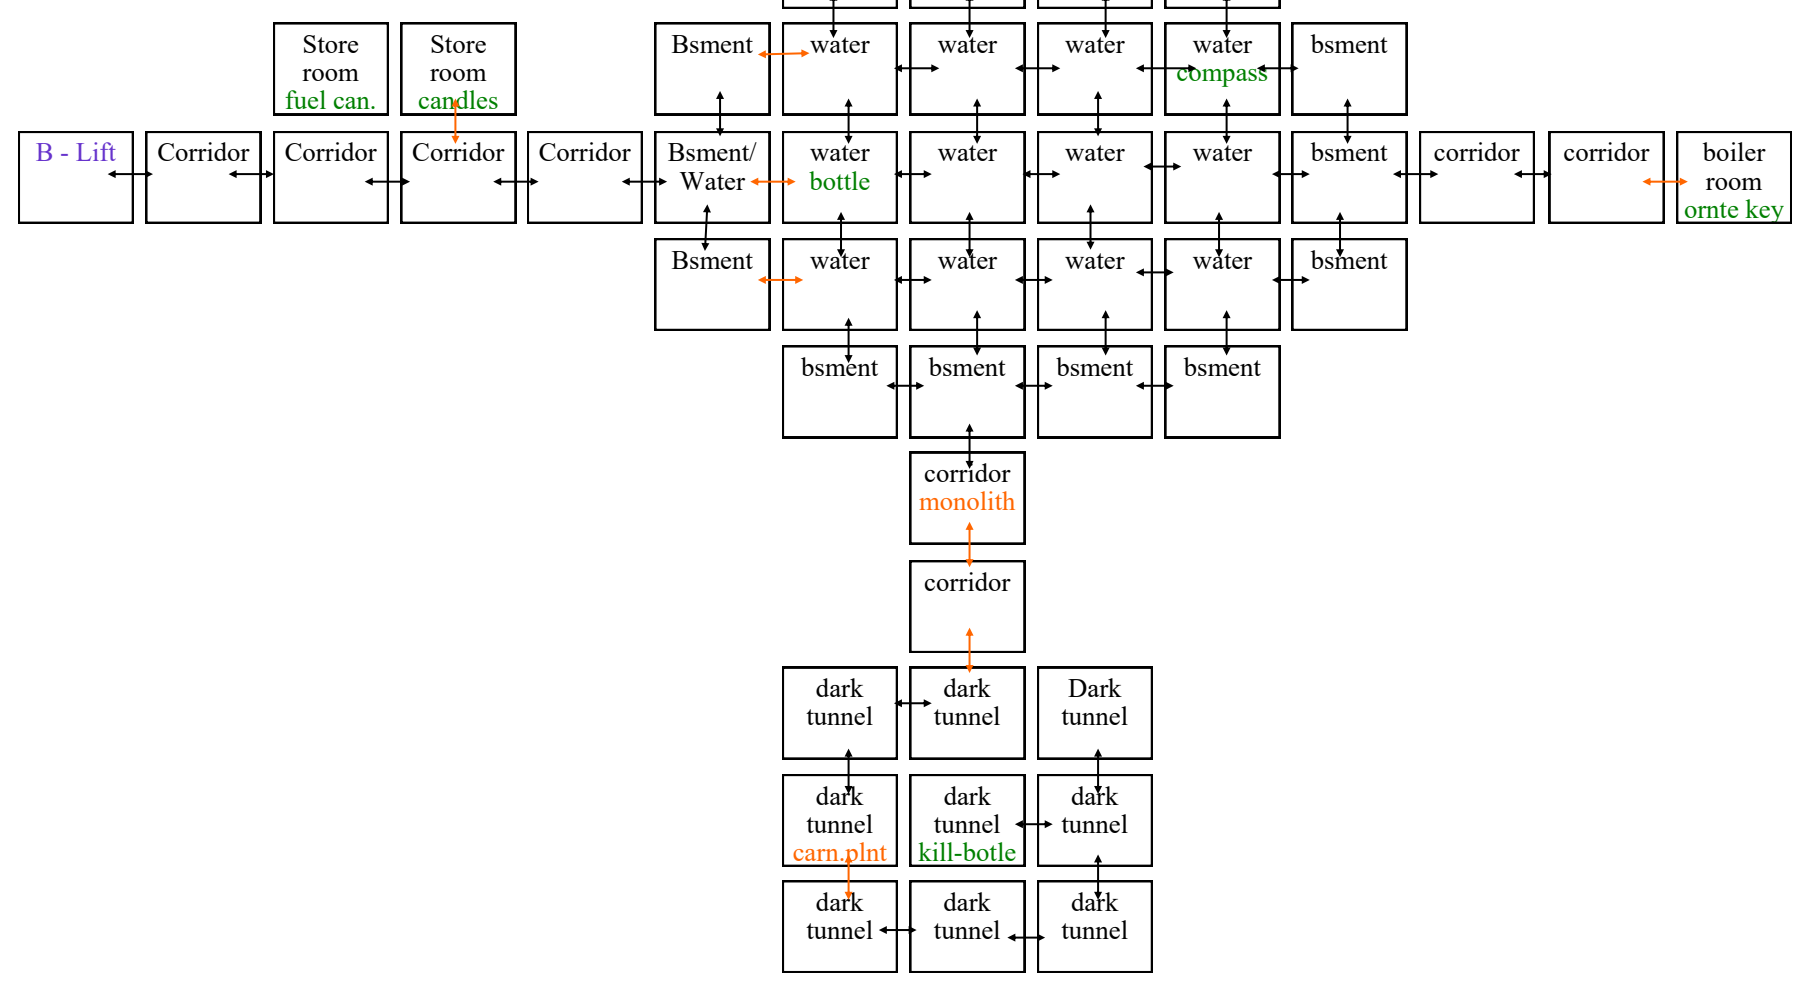 Store
room
fuel can.
Store
room
candles
Bsment
water
water
water
water
compass
bsment
B - Lift
Corridor
Corridor
Corridor
Corridor
Bsment/
Water
water
bottle
water
water
water
bsment
corridor
corridor
boiler
room
ornte key
Bsment
water
water
water
water
bsment
bsment
bsment
bsment
bsment
corridor
monolith
corridor
dark
tunnel
dark
tunnel
Dark
tunnel
dark
tunnel
carn.plnt
dark
tunnel
kill-botle
dark
tunnel
dark
tunnel
dark
tunnel
dark
tunnel